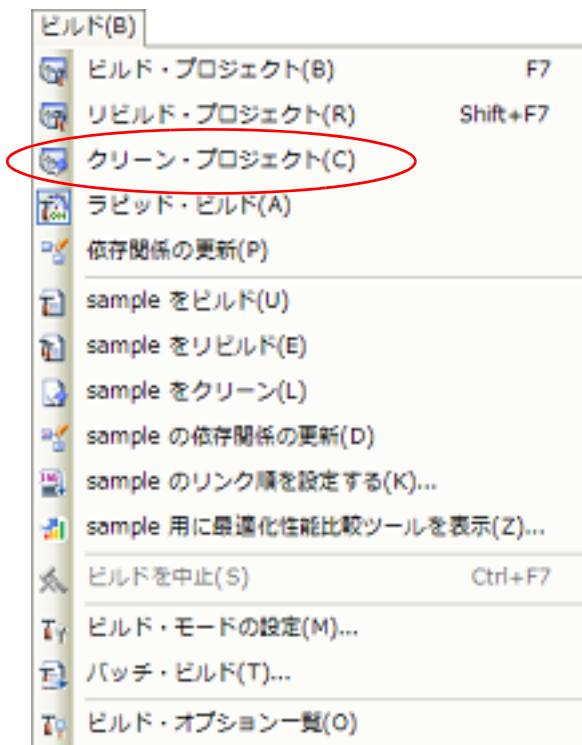 ビルド(B)
ビルド・プロジェクト(B) F7
リビルド・プロジェクト(R) Shift+F7
クリーン・プロジェクト(C)
ラピッド・ビルド(A)
依存関係の更新(P)
sample をビルド(U)
sample をリビルド(E)
sample をクリーン(L)
sample の依存関係の更新(D)
sample のリンク順を設定する(K)...
sample 用に最適化性能比較ツールを表示(Z)...
ビルドを中止(S) Ctrl+F7
ビルド・モードの設定(M)...
バッチ・ビルド(T)...
ビルド・オプション一覧(O)